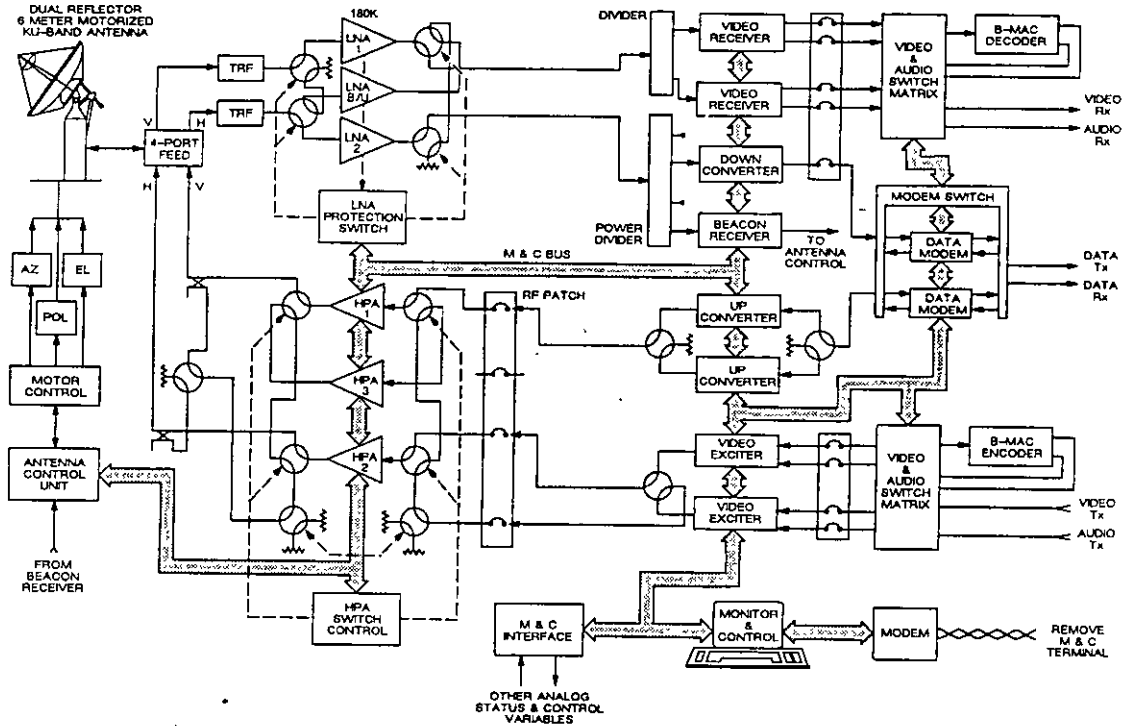 DUAL REFLECTOR
6 METER MOTORIZED
KU-BAND ANTENNA
180K
LNA
1
LNA
B/U
LNA
2
TRF
TRF
V
H
4-PORT
FEED
H
V
LNA
PROTECTION
SWITCH
DIVIDER
VIDEO
RECEIVER
VIDEO
RECEIVER
DOWN
CONVERTER
BEACON
RECEIVER
POWER
DIVIDER
TO
ANTENNA
CONTROL
VIDEO
&
AUDIO
SWITCH
MATRIX
B-MAC
DECODER
VIDEO
Rx
AUDIO
Rx
MODEM SWITCH
DATA
MODEM
DATA
MODEM
DATA
Tx
DATA
Rx
M & C BUS
AZ
EL
POL
MOTOR
CONTROL
ANTENNA
CONTROL
UNIT
FROM
BEACON
RECEIVER
HPA
1
HPA
3
HPA
2
HPA
SWITCH
CONTROL
RF PATCH
UP
CONVERTER
UP
CONVERTER
VIDEO
EXCITER
VIDEO
EXCITER
VIDEO
&
AUDIO
SWITCH
MATRIX
B-MAC
ENCODER
VIDEO
Tx
AUDIO
Tx
M & C
INTERFACE
MONITOR
&
CONTROL
MODEM
REMOVE
M & C
TERMINAL
OTHER ANALOG
STATUS & CONTROL
VARIABLES